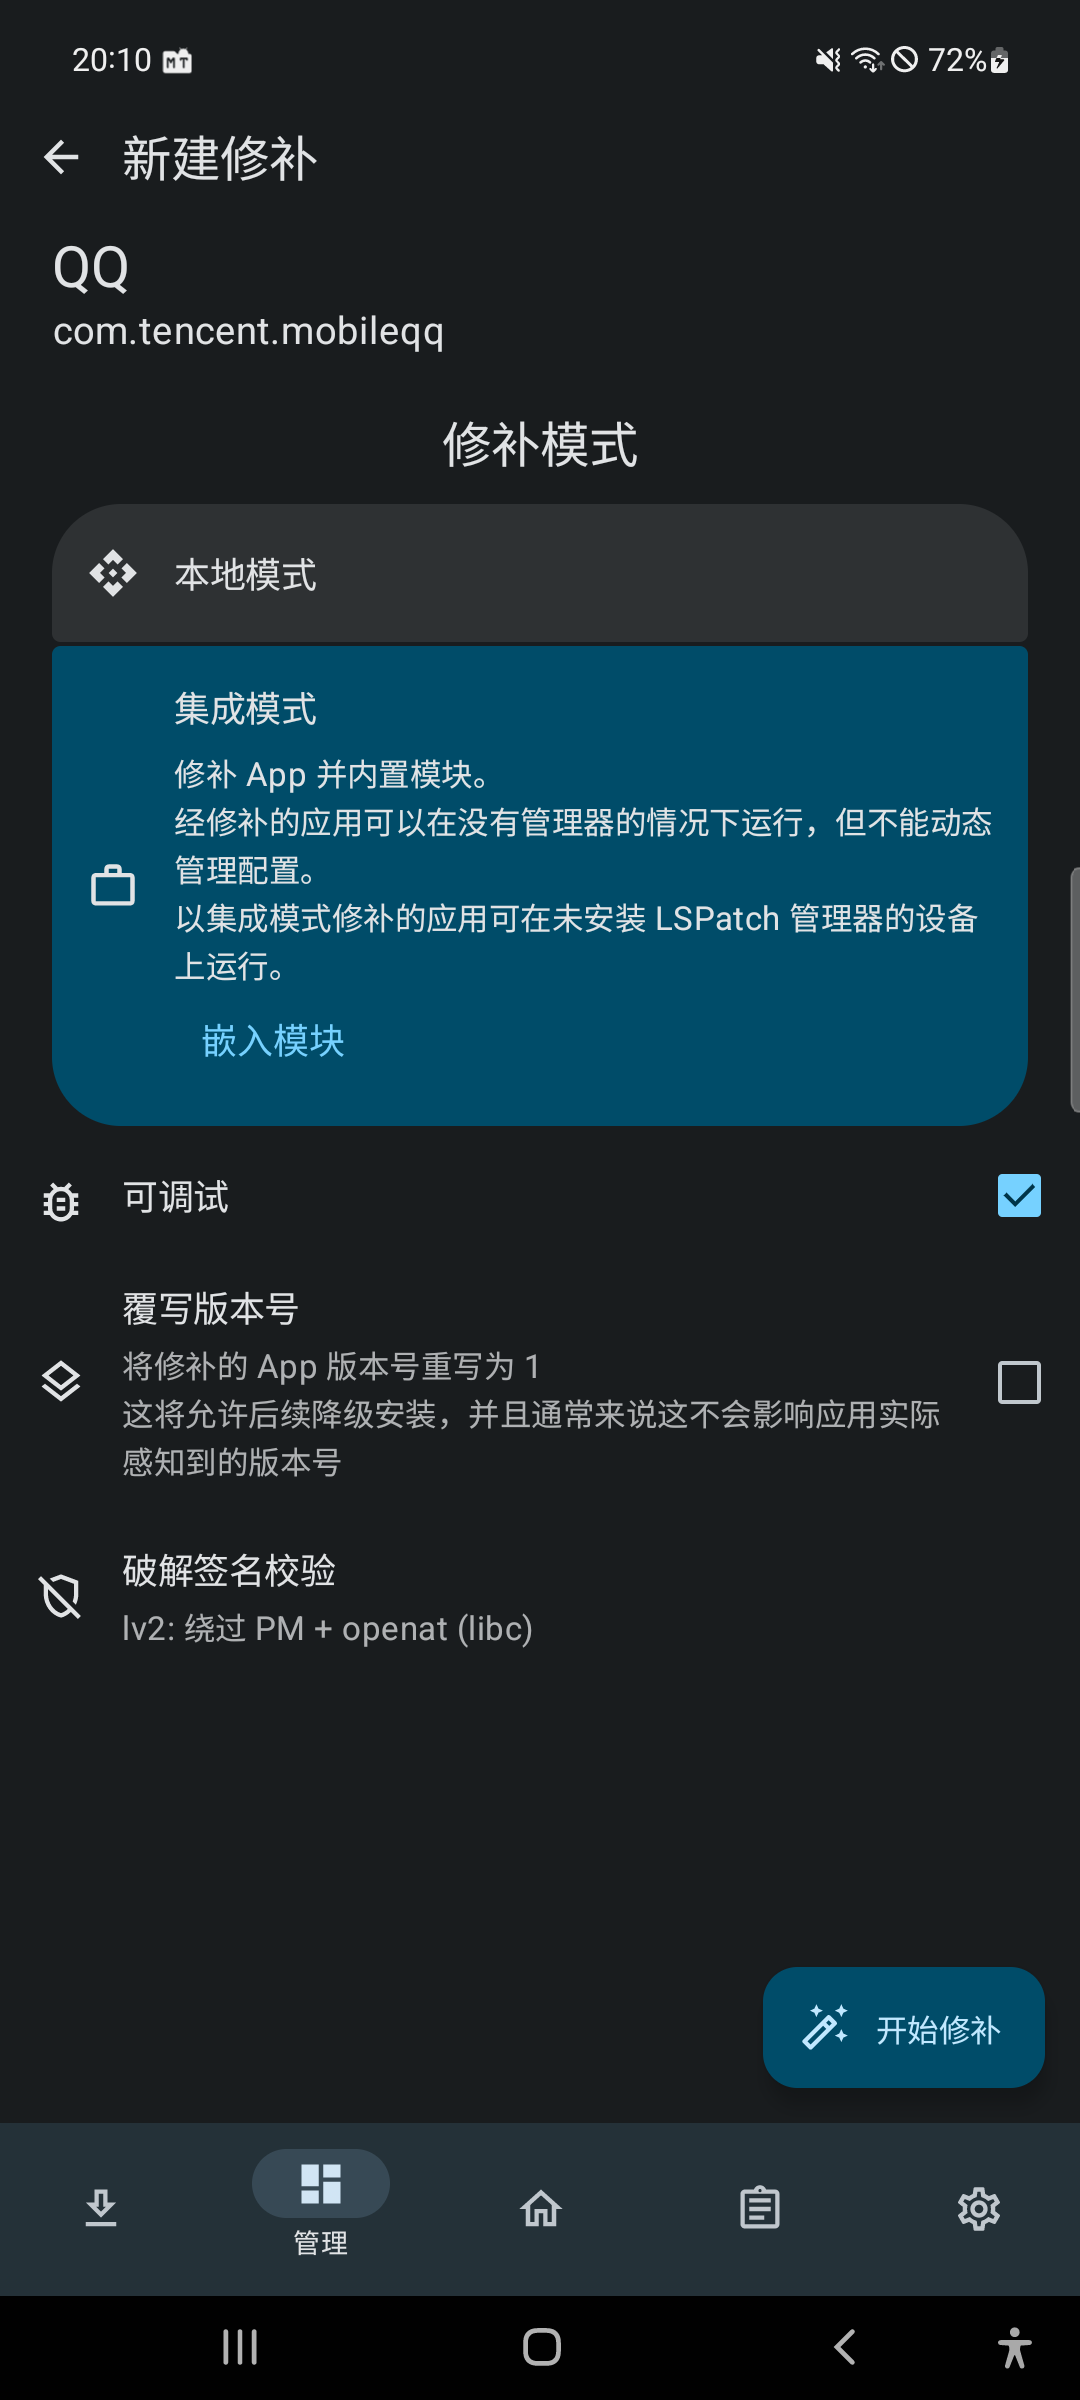 20:10 MT 72%
新建修补
QQ
com.tencent.mobileqq
修补模式
本地模式
集成模式
修补 App 并内置模块。
经修补的应用可以在没有管理器的情况下运行，但不能动态
管理配置。
以集成模式修补的应用可在未安装 LSPatch 管理器的设备
上运行。
嵌入模块
可调试
覆写版本号
将修补的 App 版本号重写为 1
这将允许后续降级安装，并且通常来说这不会影响应用实际
感知到的版本号
破解签名校验
lv2: 绕过 PM + openat (libc)
开始修补
管理